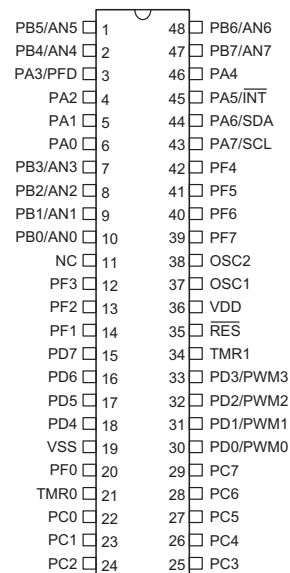 PB5/AN5 1 48 PB6/AN6
PB4/AN4 2 47 PB7/AN7
PA3/PFD 3 46 PA4
PA2 4 45 PA5/INT
PA1 5 44 PA6/SDA
PA0 6 43 PA7/SCL
PB3/AN3 7 42 PF4
PB2/AN2 8 41 PF5
PB1/AN1 9 40 PF6
PB0/AN0 10 39 PF7
NC 11 38 OSC2
PF3 12 37 OSC1
PF2 13 36 VDD
PF1 14 35 RES
PD7 15 34 TMR1
PD6 16 33 PD3/PWM3
PD5 17 32 PD2/PWM2
PD4 18 31 PD1/PWM1
VSS 19 30 PD0/PWM0
PF0 20 29 PC7
TMR0 21 28 PC6
PC0 22 27 PC5
PC1 23 26 PC4
PC2 24 25 PC3